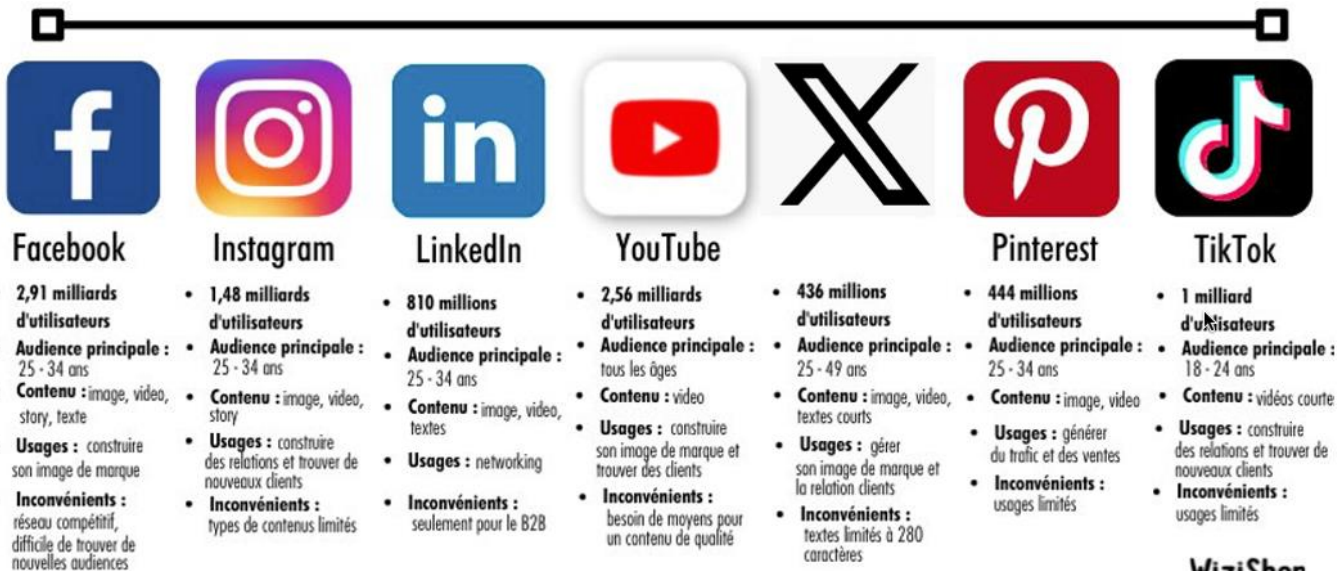 Facebook
2,91 milliards
d'utilisateurs
Audience principale :
25 - 34 ans
Contenu : image, video,
story, texte
Usages : construire
son image de marque
Inconvénients :
réseau compétitif,
difficile de trouver de
nouvelles audiences
Instagram
• 1,48 milliards
d'utilisateurs
• Audience principale :
25 - 34 ans
• Contenu : image, video,
story
• Usages : construire
des relations et trouver de
nouveaux clients
• Inconvénients :
types de contenus limités
in
LinkedIn
• 810 millions
d'utilisateurs
• Audience principale :
25 - 34 ans
• Contenu : image, video,
textes
• Usages : networking
• Inconvénients :
seulement pour le B2B
YouTube
• 2,56 milliards
d'utilisateurs
• Audience principale :
tous les âges
• Contenu : video
• Usages : construire
son image de marque et
trouver des clients
• Inconvénients :
besoin de moyens pour
un contenu de qualité
• 436 millions
d'utilisateurs
• Audience principale :
25 - 49 ans
• Contenu : image, video,
textes courts
• Usages : gérer
son image de marque et
la relation clients
• Inconvénients :
textes limités à 280
caractères
Pinterest
• 444 millions
d'utilisateurs
• Audience principale :
25 - 34 ans
• Contenu : image, video
• Usages : générer
du trafic et des ventes
• Inconvénients :
usages limités
TikTok
• 1 milliard
d'utilisateurs
• Audience principale :
18 - 24 ans
• Contenu : vidéos courte
• Usages : construire
des relations et trouver de
nouveaux clients
• Inconvénients :
usages limités
WiziShop